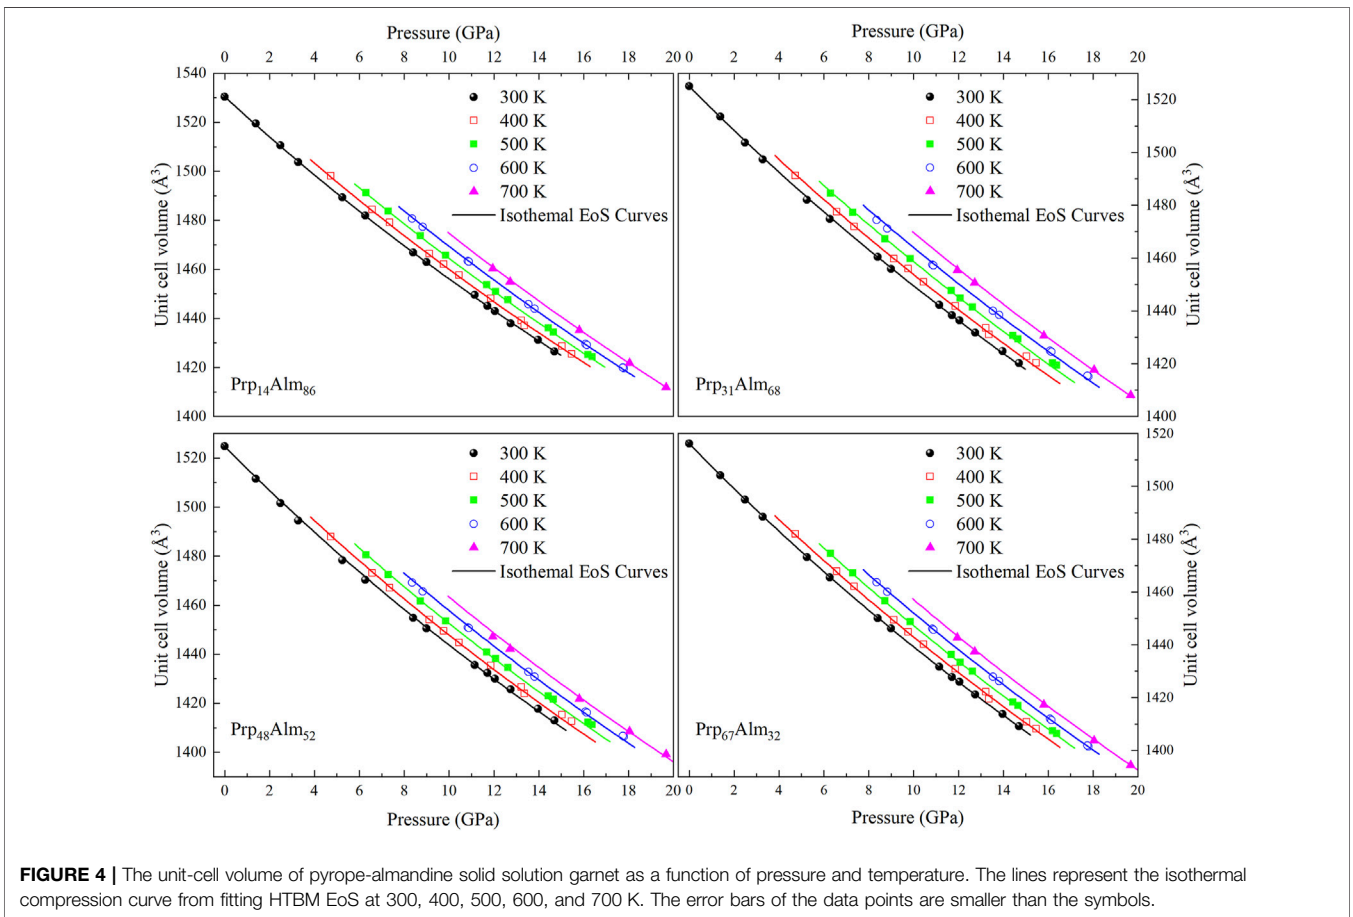 Pressure (GPa) Pressure (GPa)
0 2 4 6 8 10 12 14 16 18 20 0 2 4 6 8 10 12 14 16 18 20
1540
1520
1500
1480
1460
1440
1420
1400
Unit cell volume (Å³)
300 K
400 K
500 K
600 K
700 K
Isothemal EoS Curves
Prp₁₄Alm₈₆
300 K
400 K
500 K
600 K
700 K
Isothemal EoS Curves
Prp₃₁Alm₆₈
1520
1500
1480
1460
1440
1420
1400
Unit cell volume (Å³)
1520
1500
1480
1460
1440
1420
1400
Unit cell volume (Å³)
300 K
400 K
500 K
600 K
700 K
Isothemal EoS Curves
Prp₄₈Alm₅₂
300 K
400 K
500 K
600 K
700 K
Isothemal EoS Curves
Prp₆₇Alm₃₂
1520
1500
1480
1460
1440
1420
1400
Unit cell volume (Å³)
0 2 4 6 8 10 12 14 16 18 20 0 2 4 6 8 10 12 14 16 18 20
Pressure (GPa) Pressure (GPa)
FIGURE 4 | The unit-cell volume of pyrope-almandine solid solution garnet as a function of pressure and temperature. The lines represent the isothermal
compression curve from fitting HTBM EoS at 300, 400, 500, 600, and 700 K. The error bars of the data points are smaller than the symbols.